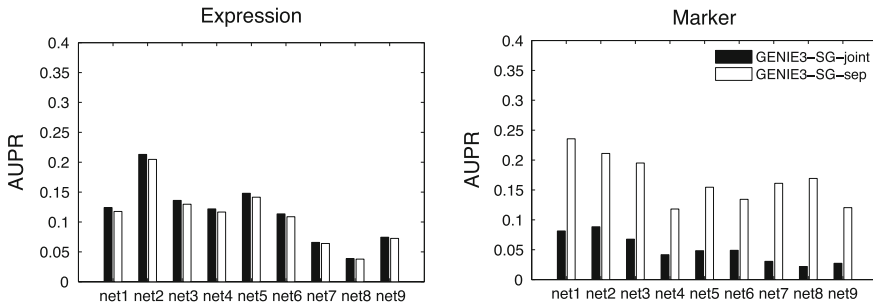 Expression
AUPR
0.4
0.35
0.3
0.25
0.2
0.15
0.1
0.05
0
net1 net2 net3 net4 net5 net6 net7 net8 net9
Marker
AUPR
0.4
0.35
0.3
0.25
0.2
0.15
0.1
0.05
0
GENIE3-SG-joint
GENIE3-SG-sep
net1 net2 net3 net4 net5 net6 net7 net8 net9